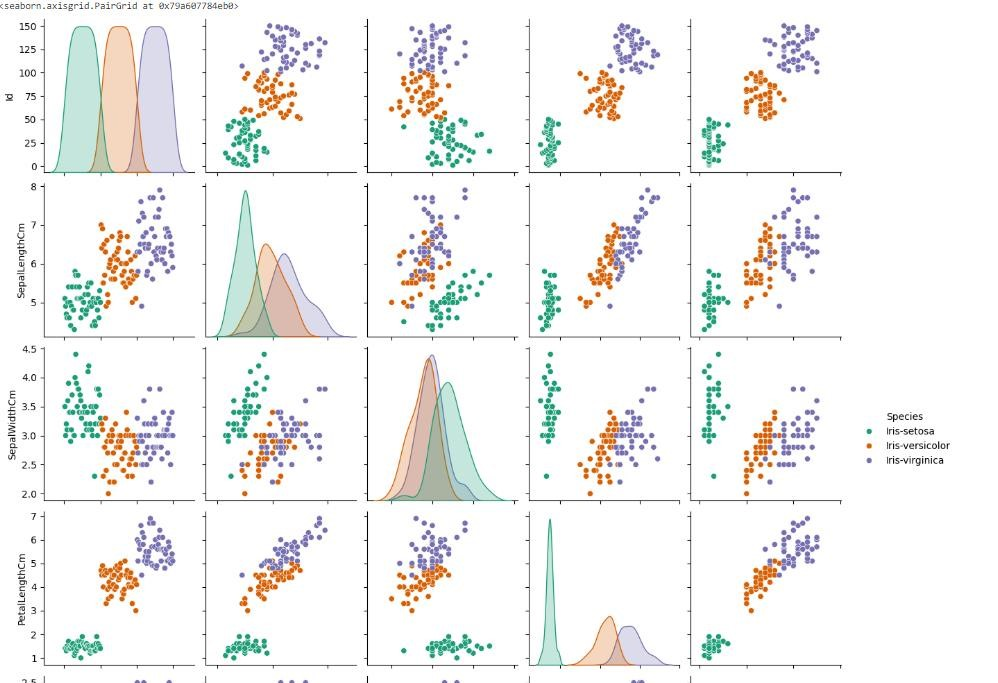 <seaborn.axisgrid.PairGrid at 0x79a607784eb0>
150
125
100
75
50
25
0
Id
8
7
6
5
SepalLengthCm
4.5
4.0
3.5
3.0
2.5
2.0
SepalWidthCm
Species
Iris-setosa
Iris-versicolor
Iris-virginica
7
6
5
4
3
2
1
PetalLengthCm
2.5